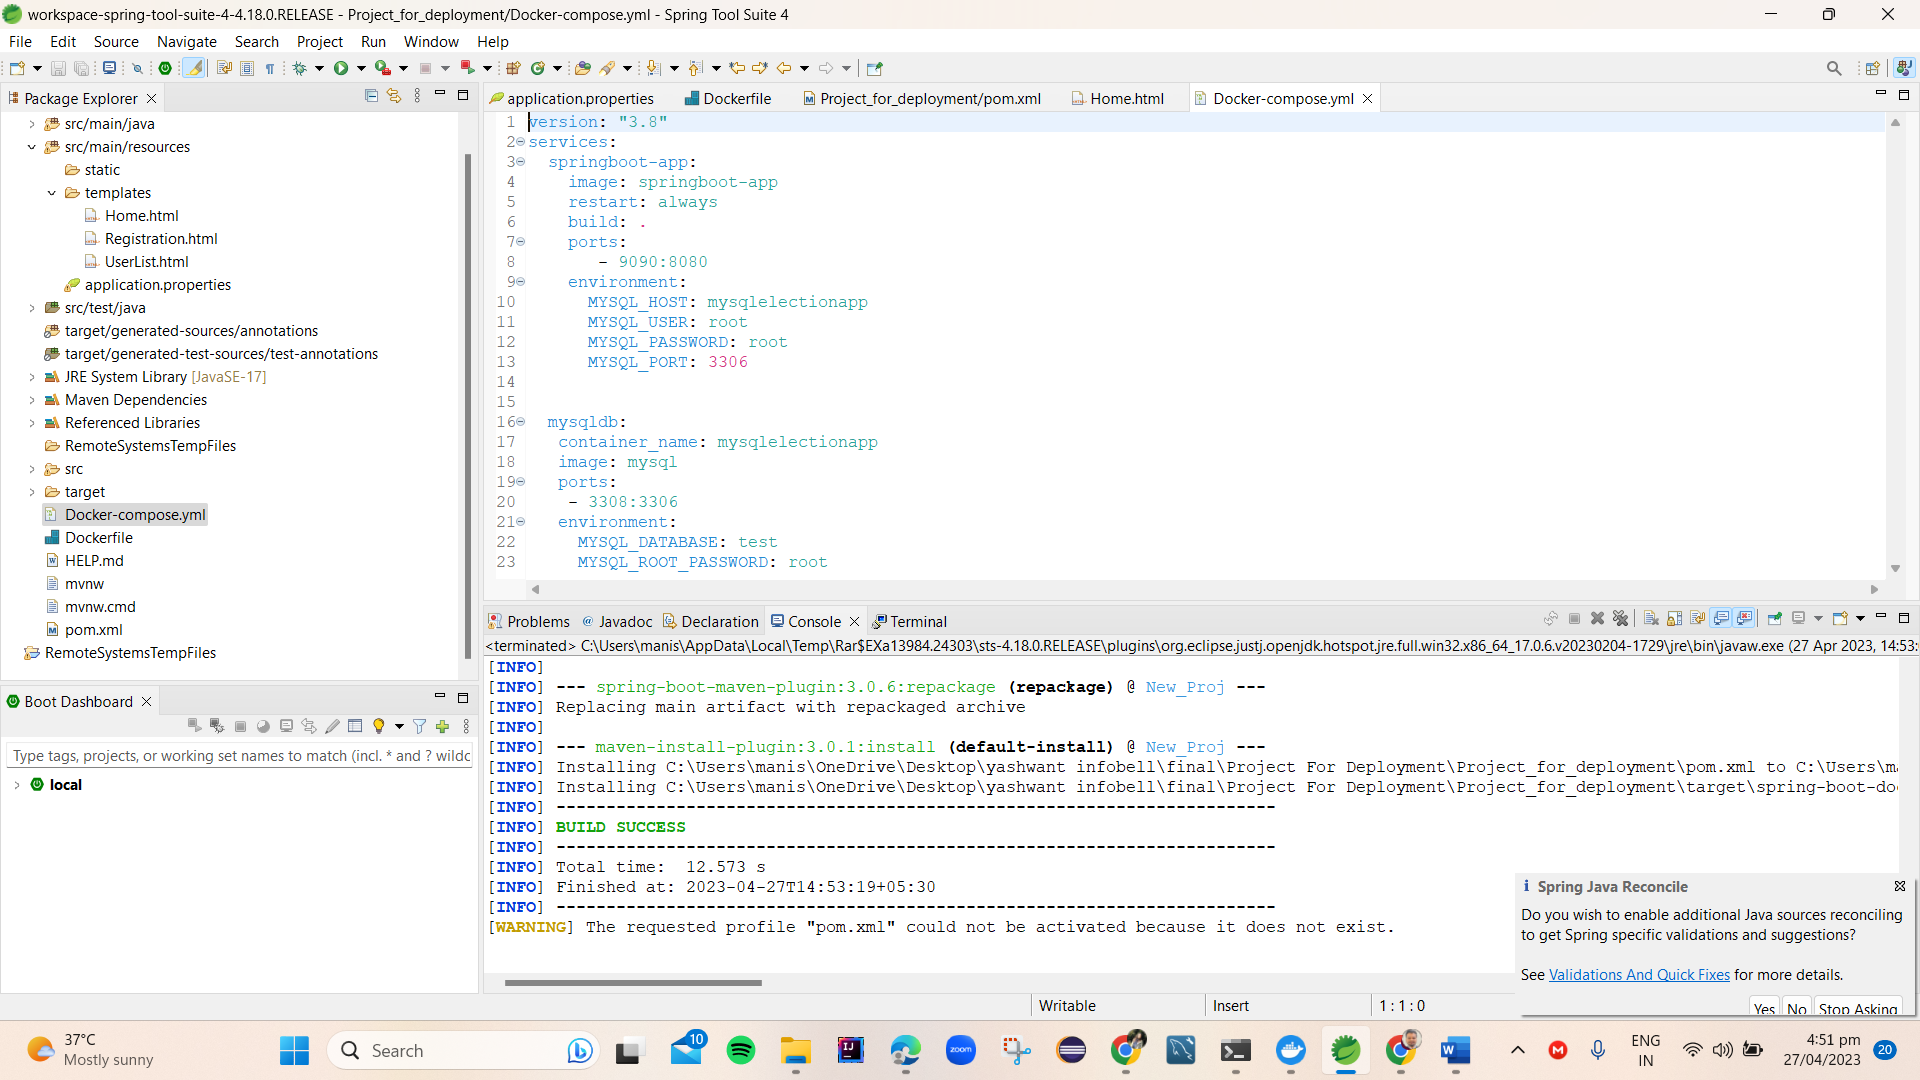 workspace-spring-tool-suite-4-4.18.0.RELEASE - Project_for_deployment/Docker-compose.yml - Spring Tool Suite 4
File Edit Source Navigate Search Project Run Window Help
Package Explorer
src/main/java
src/main/resources
static
templates
Home.html
Registration.html
UserList.html
application.properties
src/test/java
target/generated-sources/annotations
target/generated-test-sources/test-annotations
JRE System Library [JavaSE-17]
Maven Dependencies
Referenced Libraries
RemoteSystemsTempFiles
src
target
Docker-compose.yml
Dockerfile
HELP.md
mvnw
mvnw.cmd
pom.xml
RemoteSystemsTempFiles
Boot Dashboard
Type tags, projects, or working set names to match (incl. * and ? wildc
local
application.properties Dockerfile Project_for_deployment/pom.xml Home.html Docker-compose.yml
1 version: "3.8"
2 services:
3   springboot-app:
4     image: springboot-app
5     restart: always
6     build: .
7     ports:
8        - 9090:8080
9     environment:
10       MYSQL_HOST: mysqlelectionapp
11       MYSQL_USER: root
12       MYSQL_PASSWORD: root
13       MYSQL_PORT: 3306
14
15
16   mysqldb:
17    container_name: mysqlelectionapp
18    image: mysql
19    ports:
20     - 3308:3306
21    environment:
22      MYSQL_DATABASE: test
23      MYSQL_ROOT_PASSWORD: root
Problems @ Javadoc Declaration Console Terminal
<terminated> C:\Users\manis\AppData\Local\Temp\Rar$EXa13984.24303\sts-4.18.0.RELEASE\plugins\org.eclipse.justj.openjdk.hotspot.jre.full.win32.x86_64_17.0.6.v20230204-1729\jre\bin\javaw.exe (27 Apr 2023, 14:53:
[INFO]
[INFO] --- spring-boot-maven-plugin:3.0.6:repackage (repackage) @ New_Proj ---
[INFO] Replacing main artifact with repackaged archive
[INFO]
[INFO] --- maven-install-plugin:3.0.1:install (default-install) @ New_Proj ---
[INFO] Installing C:\Users\manis\OneDrive\Desktop\yashwant infobell\final\Project For Deployment\Project_for_deployment\pom.xml to C:\Users\ma
[INFO] Installing C:\Users\manis\OneDrive\Desktop\yashwant infobell\final\Project For Deployment\Project_for_deployment\target\spring-boot-do
[INFO] ------------------------------------------------------------------------
[INFO] BUILD SUCCESS
[INFO] ------------------------------------------------------------------------
[INFO] Total time:  12.573 s
[INFO] Finished at: 2023-04-27T14:53:19+05:30
[INFO] ------------------------------------------------------------------------
[WARNING] The requested profile "pom.xml" could not be activated because it does not exist.
Spring Java Reconcile
Do you wish to enable additional Java sources reconciling
to get Spring specific validations and suggestions?
See Validations And Quick Fixes for more details.
Yes No Stop Asking
Writable Insert 1 : 1 : 0
37°C
Mostly sunny
Search
10
zoom
ENG
IN
4:51 pm
27/04/2023
20